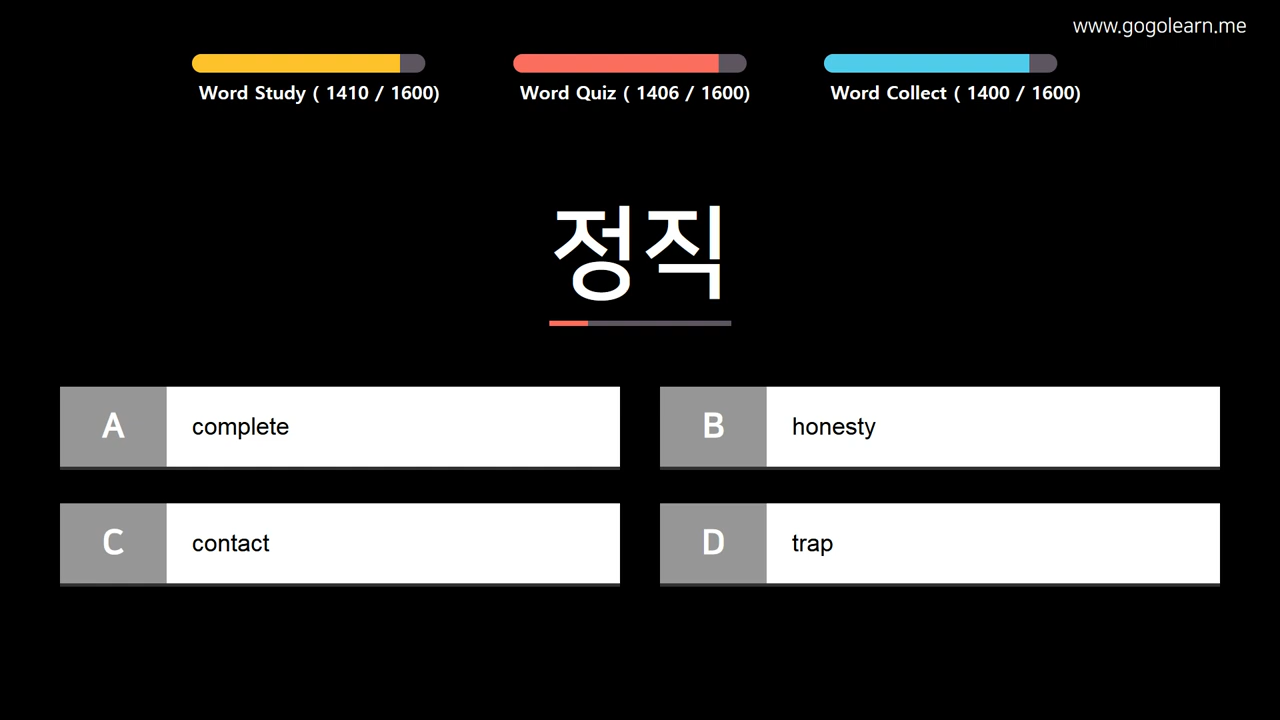 www.gogolearn.me
Word Study ( 1410 / 1600)
Word Quiz ( 1406 / 1600)
Word Collect ( 1400 / 1600)
정직
A complete
B honesty
C contact
D trap